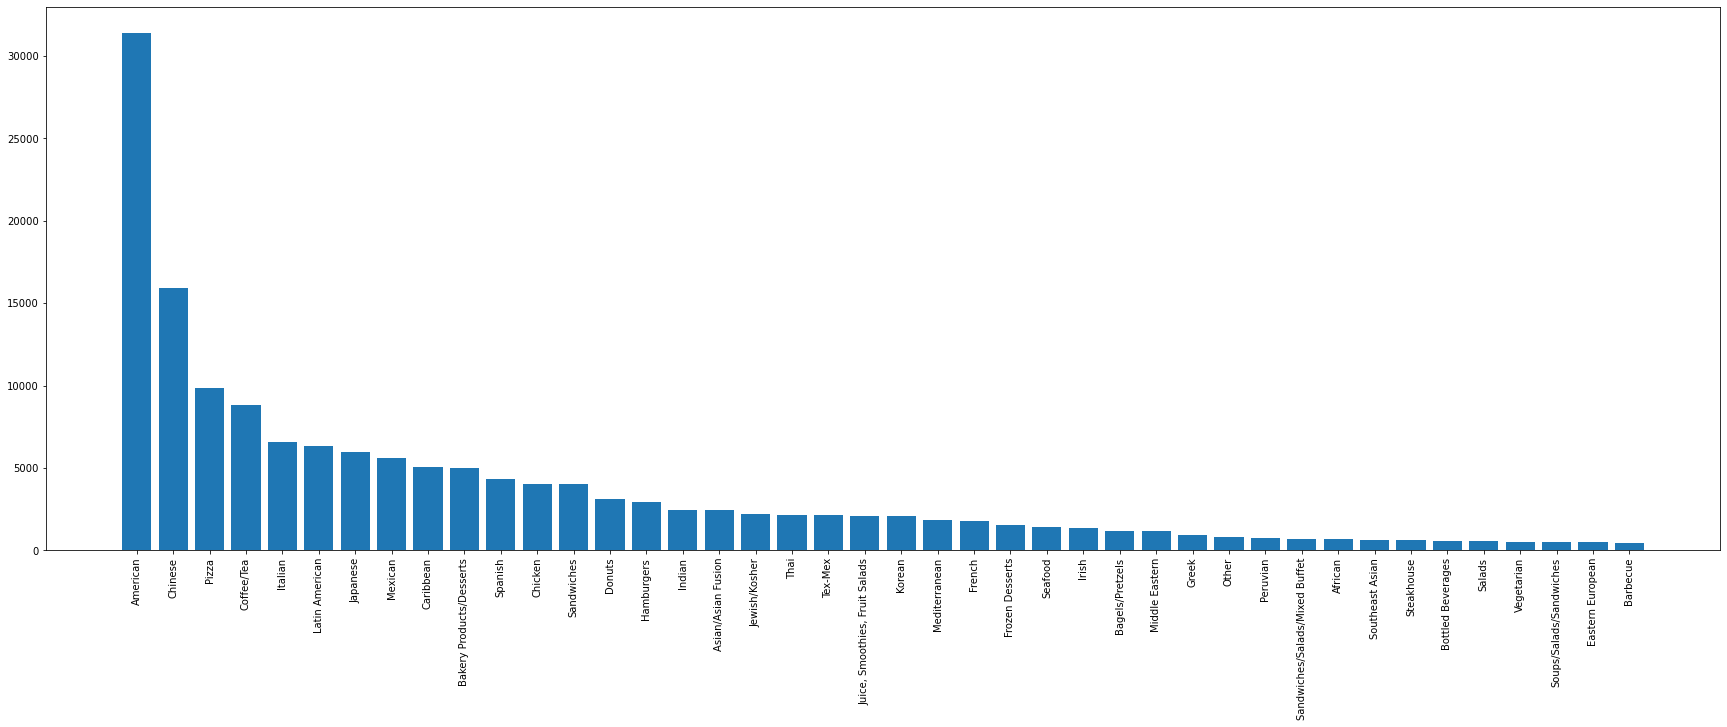 30000
25000
20000
15000
10000
5000
0
American
Chinese
Pizza
Coffee/Tea
Italian
Latin American
Japanese
Mexican
Caribbean
Bakery Products/Desserts
Spanish
Chicken
Sandwiches
Donuts
Hamburgers
Indian
Asian/Asian Fusion
Jewish/Kosher
Thai
Tex-Mex
Juice, Smoothies, Fruit Salads
Korean
Mediterranean
French
Frozen Desserts
Seafood
Irish
Bagels/Pretzels
Middle Eastern
Greek
Other
Peruvian
Sandwiches/Salads/Mixed Buffet
African
Southeast Asian
Steakhouse
Bottled Beverages
Salads
Vegetarian
Soups/Salads/Sandwiches
Eastern European
Barbecue